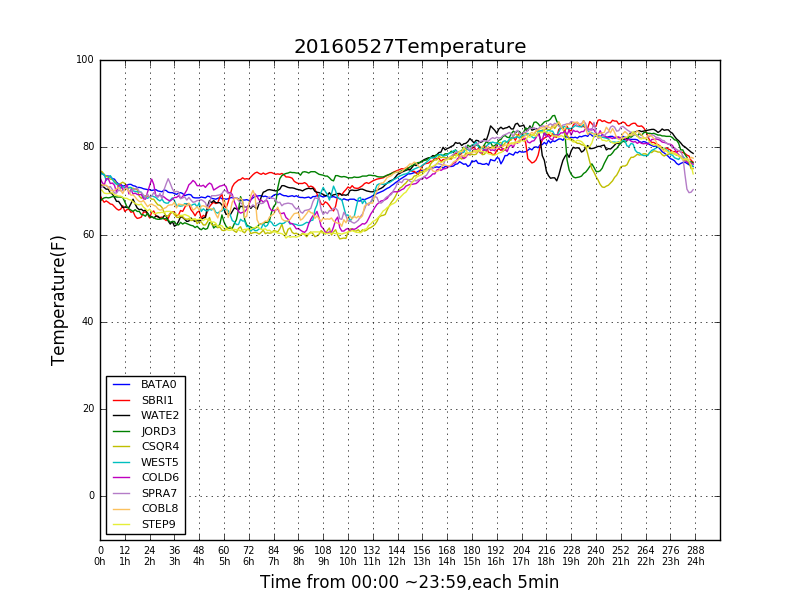 20160527Temperature
100
80
60
40
20
0
Temperature(F)
BATA0
SBRI1
WATE2
JORD3
CSQR4
WEST5
COLD6
SPRA7
COBL8
STEP9
0 12 24 36 48 60 72 84 96 108 120 132 144 156 168 180 192 204 216 228 240 252 264 276 288
0h 1h 2h 3h 4h 5h 6h 7h 8h 9h 10h 11h 12h 13h 14h 15h 16h 17h 18h 19h 20h 21h 22h 23h 24h
Time from 00:00 ~23:59,each 5min